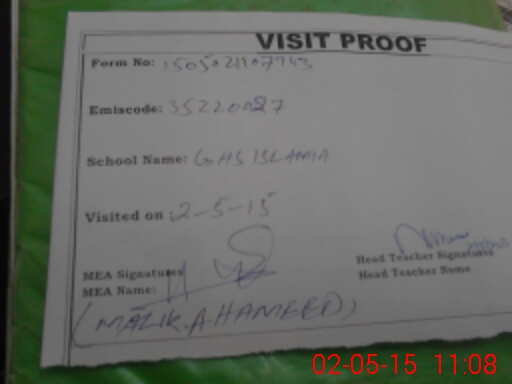 VISIT PROOF
Form No:
Emiscode: 35220027
School Name: GHS ISLAMIA
Visited on : 2-5-15
MEA Signatures
Head Teacher Signatures
MEA Name:
Head Teacher Name
(MALIK.A.HAMEED)
02-05-15 11:08